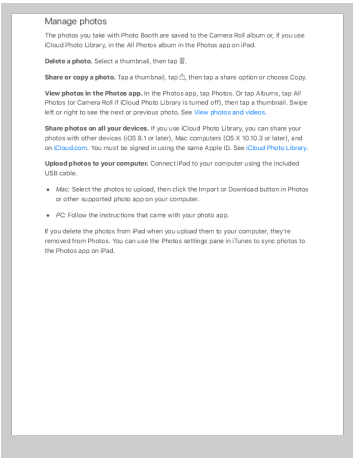 Manage photos
The photos you take with Photo Booth are saved to the Camera Roll album or, if you use
iCloud Photo Library, in the All Photos album in the Photos app on iPad.
Delete a photo. Select a thumbnail, then tap
Share or copy a photo. Tap a thumbnail, tap , then tap a share option or choose Copy.
View photos in the Photos app. In the Photos app, tap Photos. Or tap Albums, tap All
Photos (or Camera Roll if iCloud Photo Library is turned off), then tap a thumbnail. Swipe
left or right to see the next or previous photo. See View photos and videos.
Share photos on all your devices. If you use iCloud Photo Library, you can share your
photos with other devices (iOS 8.1 or later), Mac computers (OS X 10.10.3 or later), and
on iCloud.com. You must be signed in using the same Apple ID. See iCloud Photo Library.
Upload photos to your computer. Connect iPad to your computer using the included
USB cable.
• Mac: Select the photos to upload, then click the Import or Download button in Photos
or other supported photo app on your computer.
• PC: Follow the instructions that came with your photo app.
If you delete the photos from iPad when you upload them to your computer, they're
removed from Photos. You can use the Photos settings pane in iTunes to sync photos to
the Photos app on iPad.